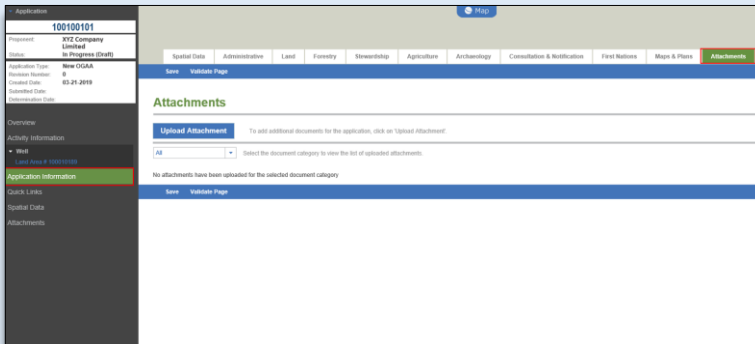 Application
Map
100100101
Proponent: XYZ Company Limited
Status: In Progress (Draft)
Application Type: New OGAA
Revision Number: 0
Created Date: 03-21-2019
Submitted Date:
Determination Date:
Spatial Data Administrative Land Forestry Stewardship Agriculture Archaeology Consultation & Notification First Nations Maps & Plans Attachments
Save Validate Page
Attachments
Upload Attachment To add additional documents for the application, click on 'Upload Attachment'.
All Select the document category to view the list of uploaded attachments.
No attachments have been uploaded for the selected document category
Save Validate Page
Overview
Activity Information
Well
Land Area # 100010100
Application Information
Quick Links
Spatial Data
Attachments